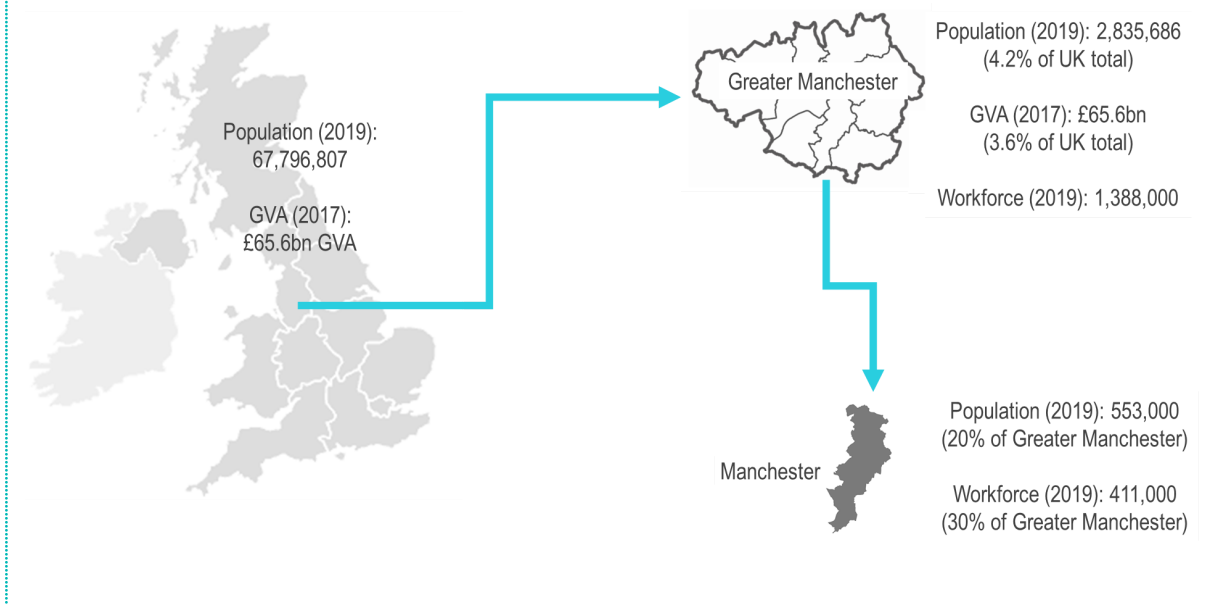 Population (2019):
67,796,807
GVA (2017):
£65.6bn GVA
Greater Manchester
Population (2019): 2,835,686
(4.2% of UK total)
GVA (2017): £65.6bn
(3.6% of UK total)
Workforce (2019): 1,388,000
Manchester
Population (2019): 553,000
(20% of Greater Manchester)
Workforce (2019): 411,000
(30% of Greater Manchester)